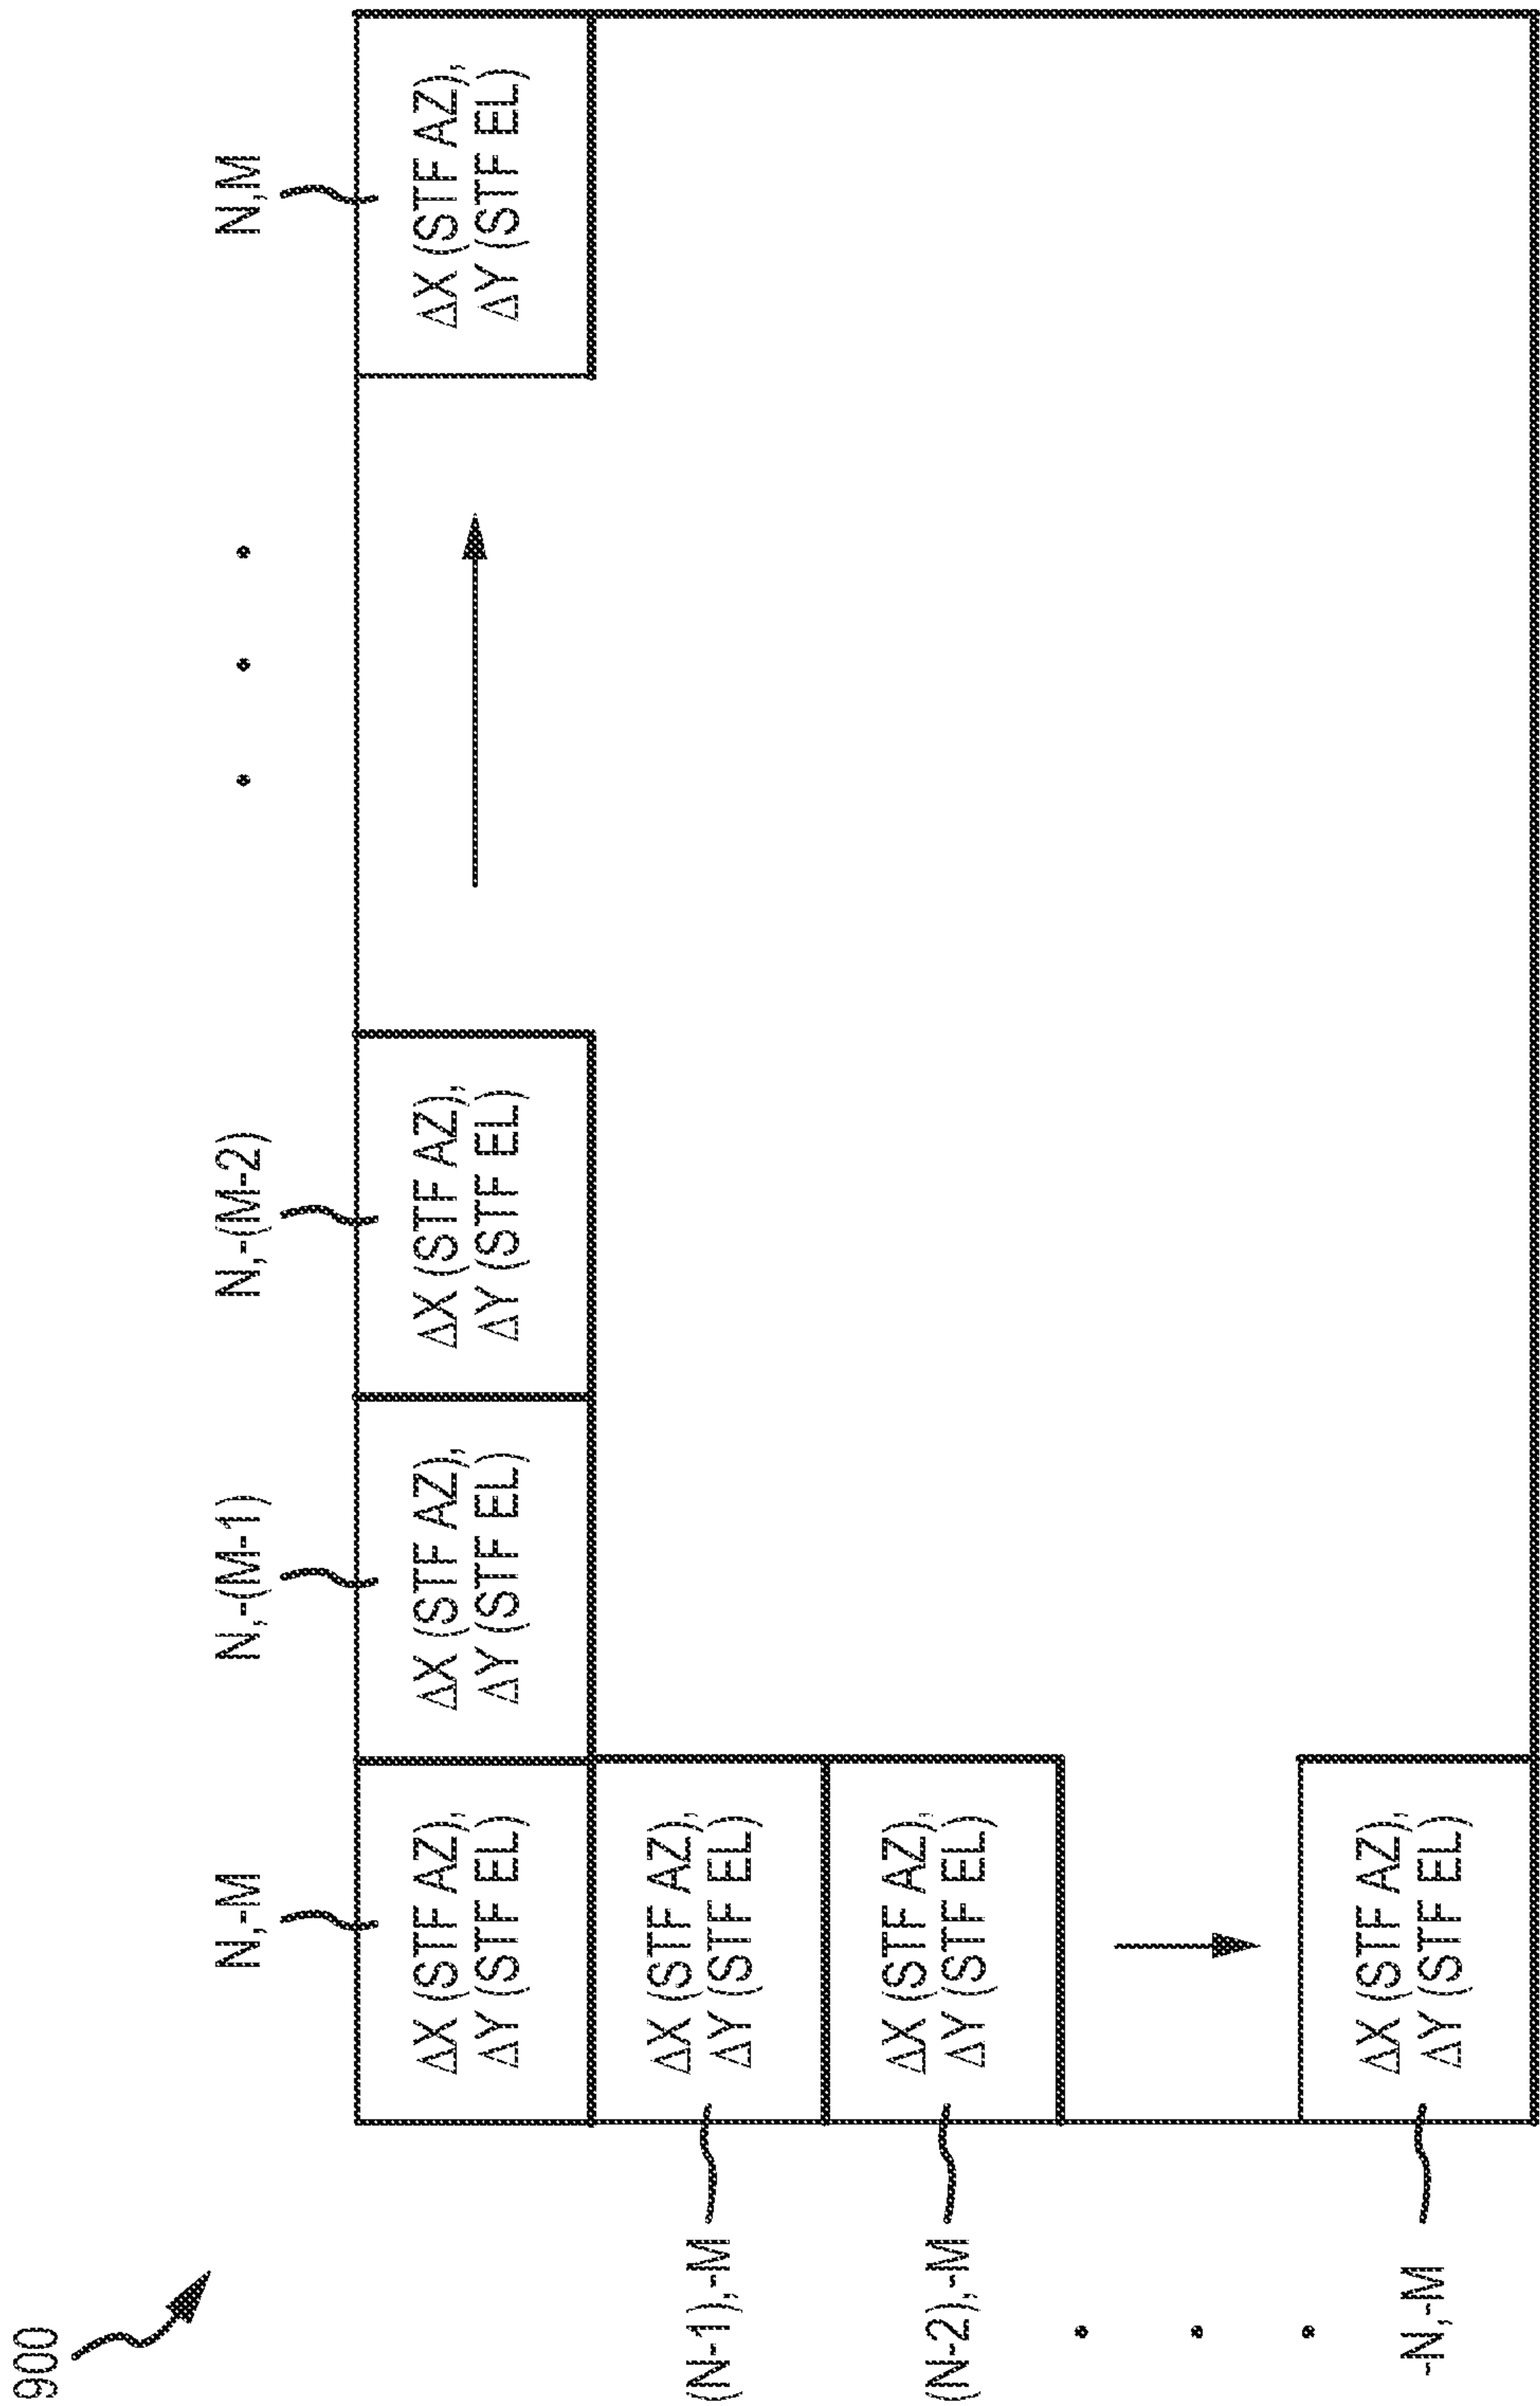 900
N,-M
N,-(M-1)
N,-(M-2)
N,M
ΔX (STF AZ),
ΔY (STF EL)
ΔX (STF AZ),
ΔY (STF EL)
ΔX (STF AZ),
ΔY (STF EL)
ΔX (STF AZ),
ΔY (STF EL)
(N-1),-M
ΔX (STF AZ),
ΔY (STF EL)
(N-2),-M
ΔX (STF AZ),
ΔY (STF EL)
-N,-M
ΔX (STF AZ),
ΔY (STF EL)